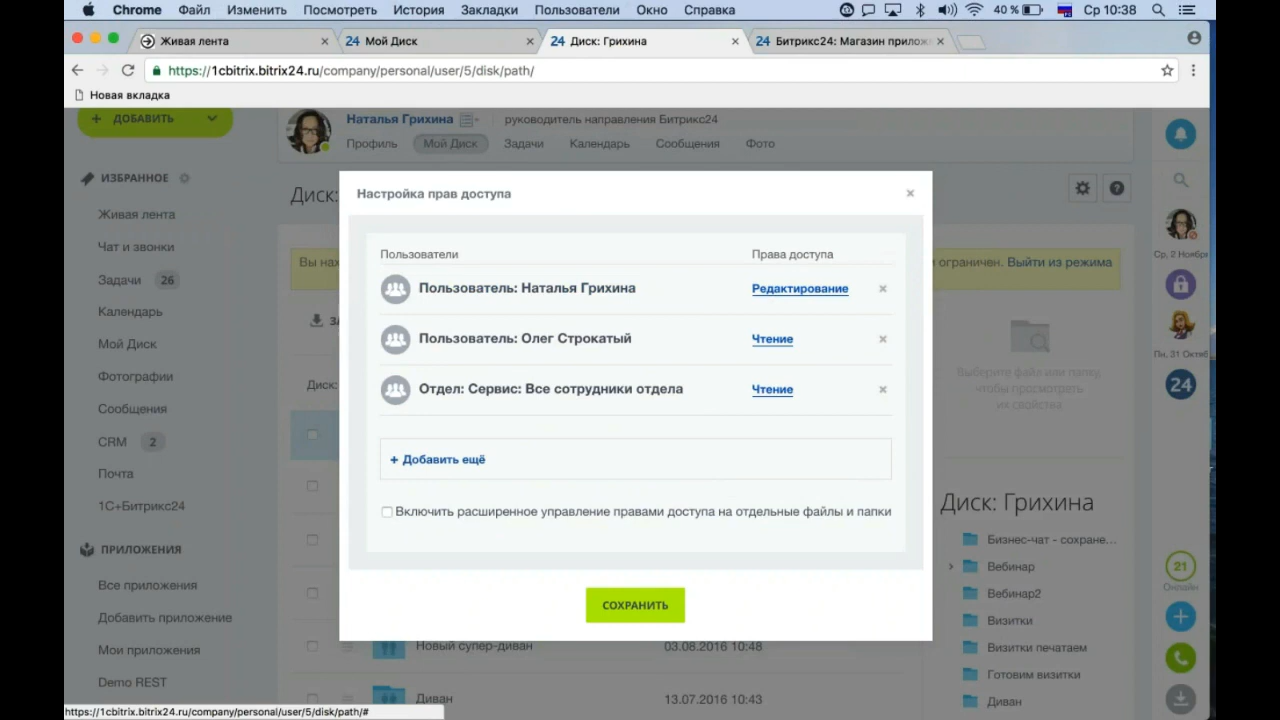 Chrome Файл Изменить Посмотреть История Закладки Пользователи Окно Справка 40 % Ср 10:38
Живая лента × 24 Мой Диск × 24 Диск: Грихина × 24 Битрикс24: Магазин прилож ×
https://1cbitrix.bitrix24.ru/company/personal/user/5/disk/path/
Новая вкладка
+ ДОБАВИТЬ
Наталья Грихина руководитель направления Битрикс24
Профиль Мой Диск Задачи Календарь Сообщения Фото
ИЗБРАННОЕ
Живая лента
Чат и звонки
Задачи 26
Календарь
Мой Диск
Фотографии
Сообщения
CRM 2
Почта
1С+Битрикс24
ПРИЛОЖЕНИЯ
Все приложения
Добавить приложение
Мои приложения
Demo REST
https://1cbitrix.bitrix24.ru/company/personal/user/5/disk/path/#
Диск:
Вы нах
и ограничен. Выйти из режима
Диск:
Настройка прав доступа ×
Пользователи Права доступа
Пользователь: Наталья Грихина Редактирование ×
Пользователь: Олег Строкатый Чтение ×
Отдел: Сервис: Все сотрудники отдела Чтение ×
+ Добавить ещё
Включить расширенное управление правами доступа на отдельные файлы и папки
СОХРАНИТЬ
Новый супер-диван 03.08.2016 10:48
Диван 13.07.2016 10:43
Выберите файл или папку,
чтобы просмотреть
их свойства
Диск: Грихина
Бизнес-чат - сохране...
Вебинар
Вебинар2
Визитки
Визитки печатаем
Готовим визитки
Диван
?
Ср, 2 Ноябр
Пн, 31 Октяб
24
21
Онлайн